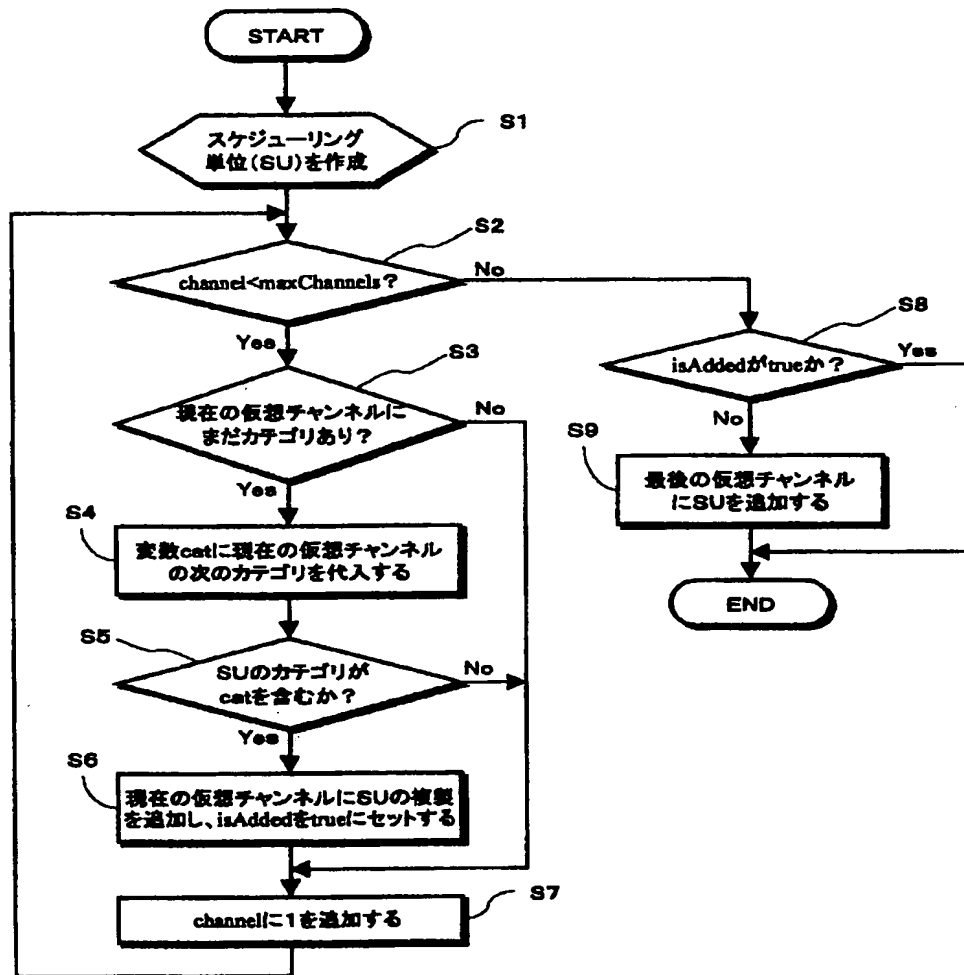 START
S1
スケジューリング
単位(SU)を作成
S2
channel<maxChannels?
No
Yes
S8
isAddedがtrueか?
Yes
No
S3
現在の仮想チャンネルに
まだカテゴリあり?
No
Yes
S9
最後の仮想チャンネル
にSUを追加する
END
S4
変数catに現在の仮想チャンネル
の次のカテゴリを代入する
S5
SUのカテゴリが
catを含むか?
No
Yes
S6
現在の仮想チャンネルにSUの複製
を追加し、isAddedをtrueにセットする
S7
channelに1を追加する